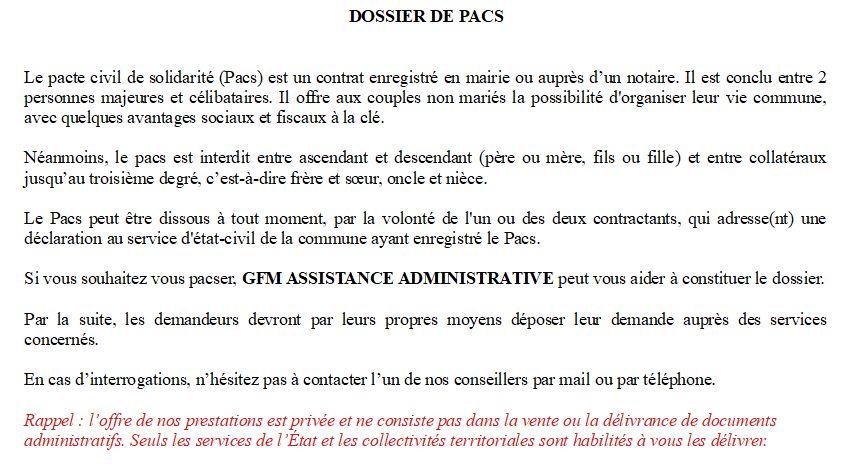 DOSSIER DE PACS
Le pacte civil de solidarité (Pacs) est un contrat enregistré en mairie ou auprès d’un notaire. Il est conclu entre 2
personnes majeures et célibataires. Il offre aux couples non mariés la possibilité d'organiser leur vie commune,
avec quelques avantages sociaux et fiscaux à la clé.
Néanmoins, le pacs est interdit entre ascendant et descendant (père ou mère, fils ou fille) et entre collatéraux
jusqu’au troisième degré, c’est-à-dire frère et sœur, oncle et nièce.
Le Pacs peut être dissous à tout moment, par la volonté de l'un ou des deux contractants, qui adresse(nt) une
déclaration au service d'état-civil de la commune ayant enregistré le Pacs.
Si vous souhaitez vous pacser, GFM ASSISTANCE ADMINISTRATIVE peut vous aider à constituer le dossier.
Par la suite, les demandeurs devront par leurs propres moyens déposer leur demande auprès des services
concernés.
En cas d’interrogations, n’hésitez pas à contacter l’un de nos conseillers par mail ou par téléphone.
Rappel : l’offre de nos prestations est privée et ne consiste pas dans la vente ou la délivrance de documents
administratifs. Seuls les services de l’État et les collectivités territoriales sont habilités à vous les délivrer.